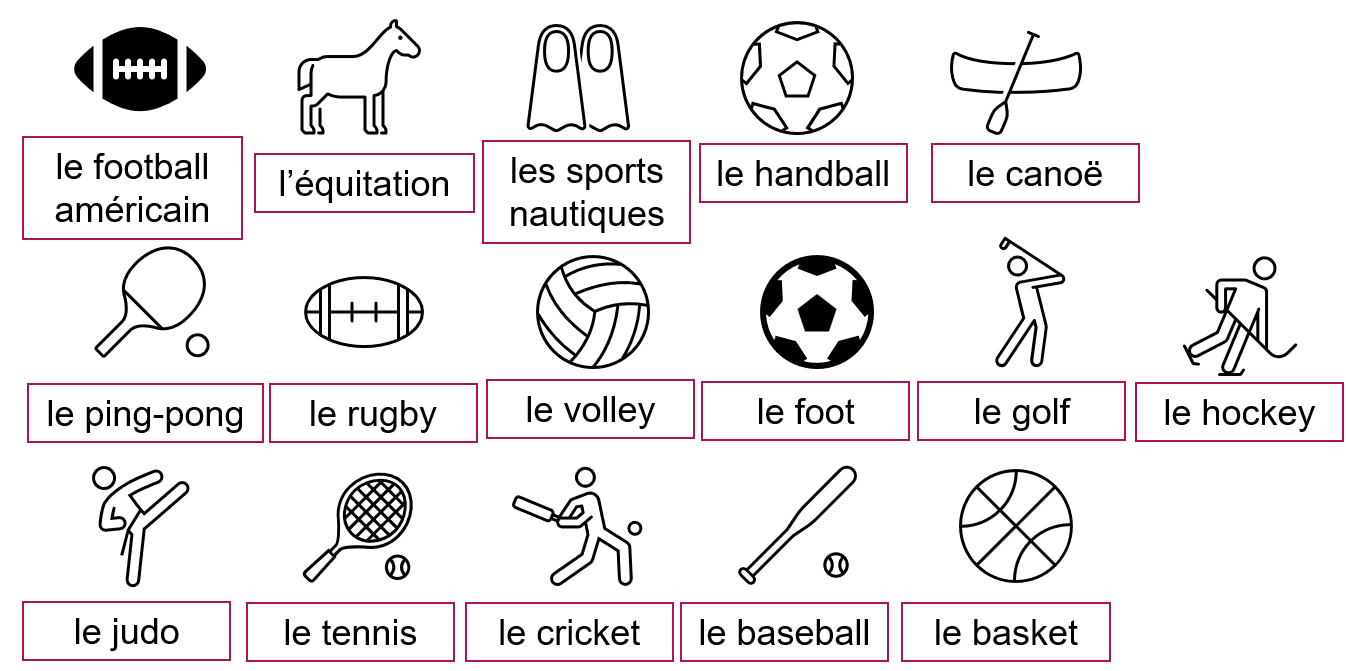 le football
américain
l’équitation
les sports
nautiques
le handball
le canoë
le ping-pong
le rugby
le volley
le foot
le golf
le hockey
le judo
le tennis
le cricket
le baseball
le basket